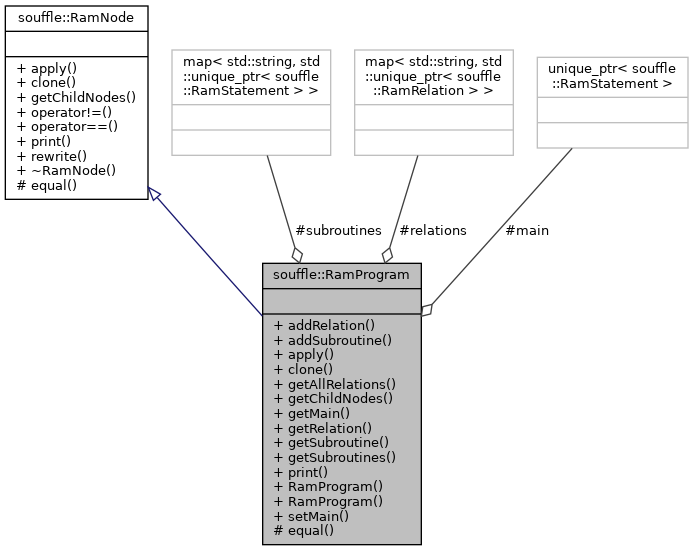 souffle::RamNode
+ apply()
+ clone()
+ getChildNodes()
+ operator!=()
+ operator==()
+ print()
+ rewrite()
+ ~RamNode()
# equal()
map< std::string, std
::unique_ptr< souffle
::RamStatement > >
map< std::string, std
::unique_ptr< souffle
::RamRelation > >
unique_ptr< souffle
::RamStatement >
#subroutines
#relations
#main
souffle::RamProgram
+ addRelation()
+ addSubroutine()
+ apply()
+ clone()
+ getAllRelations()
+ getChildNodes()
+ getMain()
+ getRelation()
+ getSubroutine()
+ getSubroutines()
+ print()
+ RamProgram()
+ RamProgram()
+ setMain()
# equal()